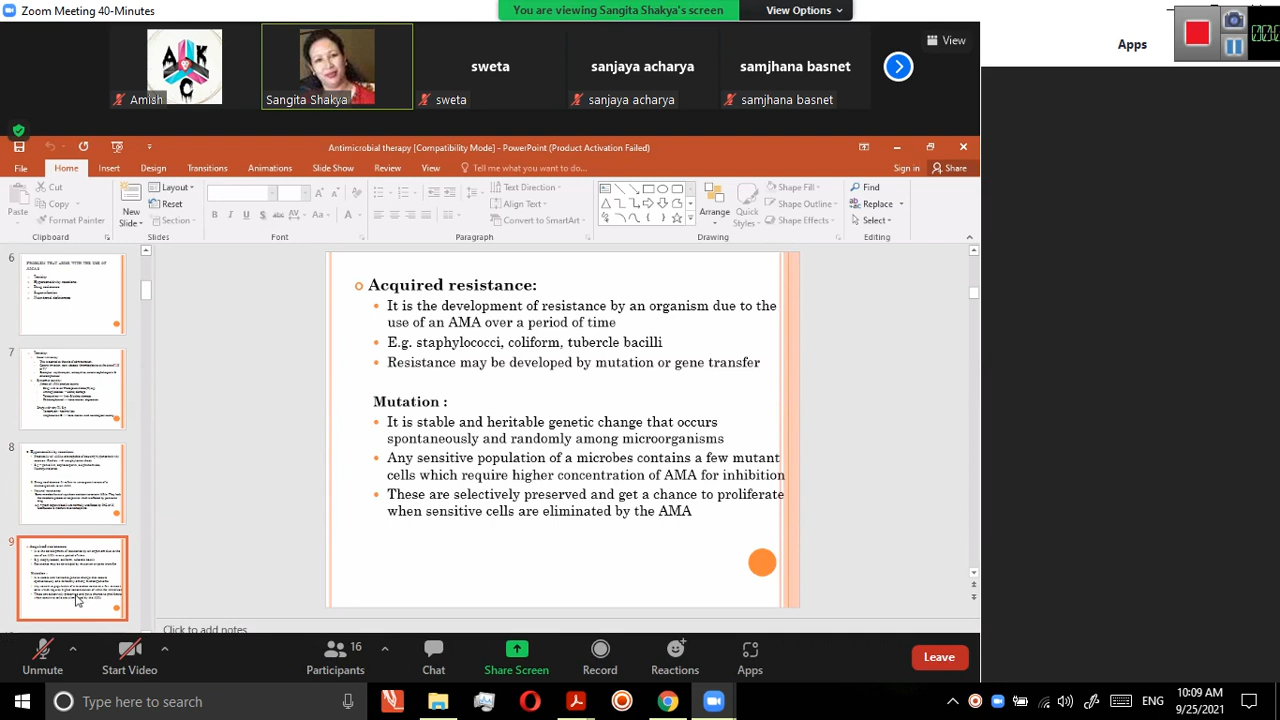 Zoom Meeting 40-Minutes
You are viewing Sangita Shakya's screen
View Options
Apps
A K
C
View
sweta
sanjaya acharya
samjhana basnet
Amish
Sangita Shakya
sweta
sanjaya acharya
samjhana basnet
Antimicrobial therapy [Compatibility Mode] - PowerPoint (Product Activation Failed)
File
Home
Insert
Design
Transitions
Animations
Slide Show
Review
View
Tell me what you want to do...
Sign in
Share
Paste
Cut
Copy
Format Painter
Clipboard
New
Slide
Layout
Reset
Section
Slides
Font
Text Direction
Align Text
Convert to SmartArt
Paragraph
Arrange
Quick
Styles
Shape Fill
Shape Outline
Shape Effects
Drawing
Find
Replace
Select
Editing
6
7
8
9
Acquired resistance:
It is the development of resistance by an organism due to the
use of an AMA over a period of time
E.g. staphylococci, coliform, tubercle bacilli
Resistance may be developed by mutation or gene transfer
Mutation :
It is stable and heritable genetic change that occurs
spontaneously and randomly among microorganisms
Any sensitive population of a microbes contains a few mutant
cells which require higher concentration of AMA for inhibition
These are selectively preserved and get a chance to proliferate
when sensitive cells are eliminated by the AMA
Click to add notes
Unmute
Start Video
Participants
16
Chat
Share Screen
Record
Reactions
Apps
Leave
Type here to search
ENG
10:09 AM
9/25/2021